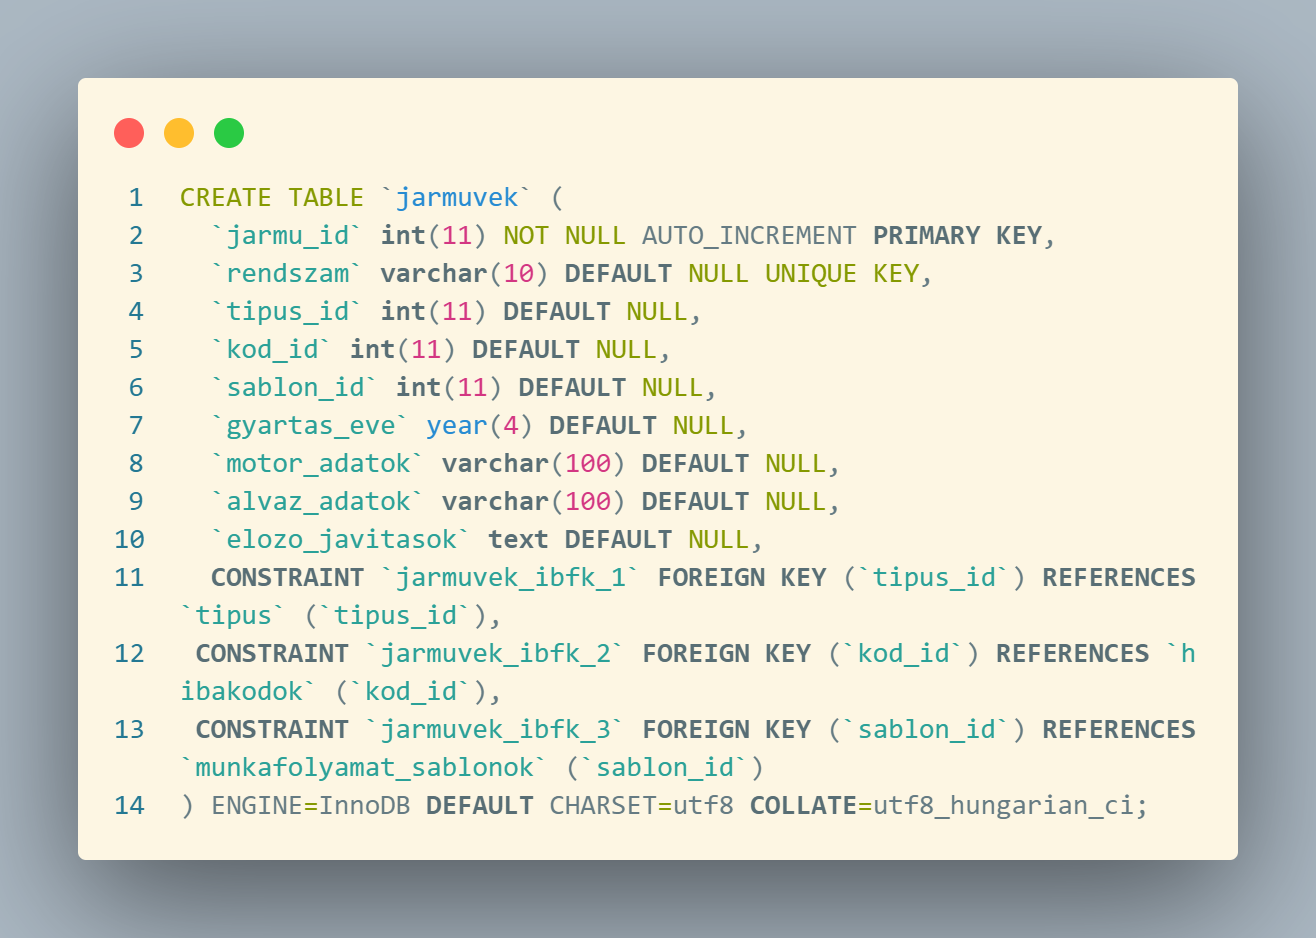 1 CREATE TABLE `jarmuvek` (
2 `jarmu_id` int(11) NOT NULL AUTO_INCREMENT PRIMARY KEY,
3 `rendszam` varchar(10) DEFAULT NULL UNIQUE KEY,
4 `tipus_id` int(11) DEFAULT NULL,
5 `kod_id` int(11) DEFAULT NULL,
6 `sablon_id` int(11) DEFAULT NULL,
7 `gyartas_eve` year(4) DEFAULT NULL,
8 `motor_adatok` varchar(100) DEFAULT NULL,
9 `alvaz_adatok` varchar(100) DEFAULT NULL,
10 `elozo_javitasok` text DEFAULT NULL,
11 CONSTRAINT `jarmuvek_ibfk_1` FOREIGN KEY (`tipus_id`) REFERENCES
`tipus` (`tipus_id`),
12 CONSTRAINT `jarmuvek_ibfk_2` FOREIGN KEY (`kod_id`) REFERENCES `h
ibakodok` (`kod_id`),
13 CONSTRAINT `jarmuvek_ibfk_3` FOREIGN KEY (`sablon_id`) REFERENCES
`munkafolyamat_sablonok` (`sablon_id`)
14 ) ENGINE=InnoDB DEFAULT CHARSET=utf8 COLLATE=utf8_hungarian_ci;